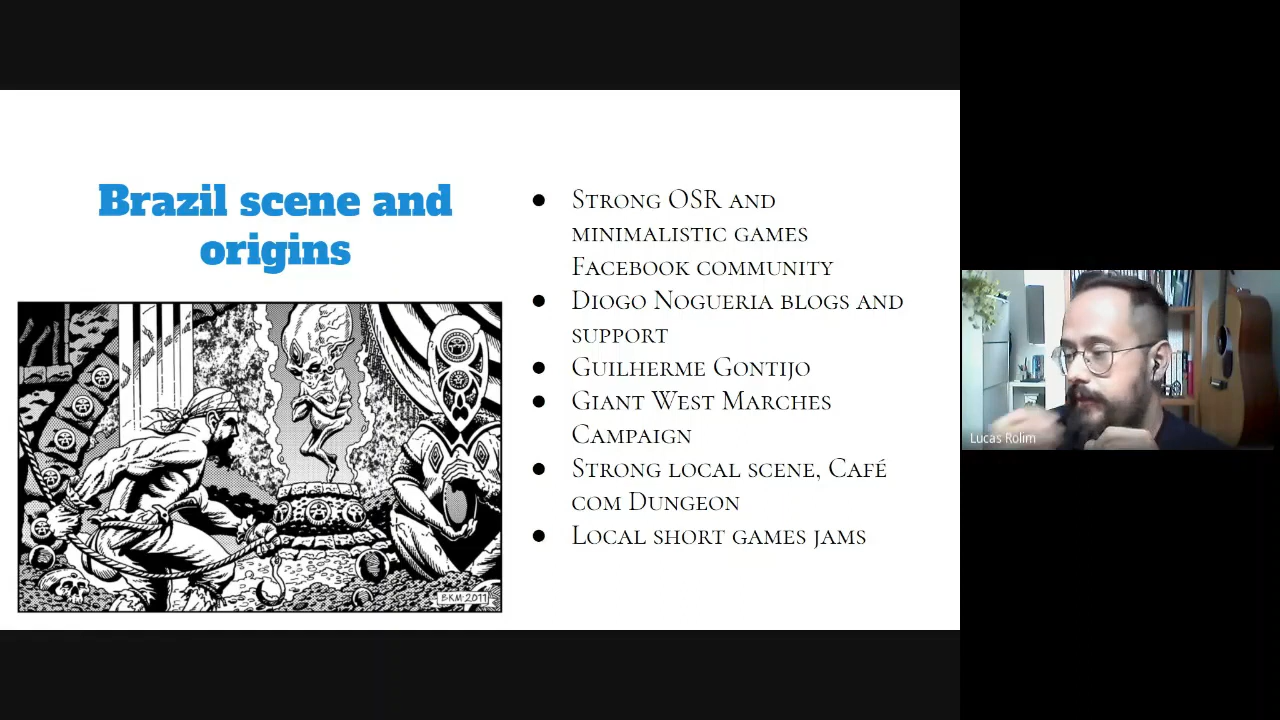 Brazil scene and
origins
Strong OSR and
minimalistic games
Facebook community
Diogo Nogueria blogs and
support
Guilherme Gontijo
Giant West Marches
Campaign
Strong local scene, Café
com Dungeon
Local short games jams
BKM-2011
Lucas Rolim